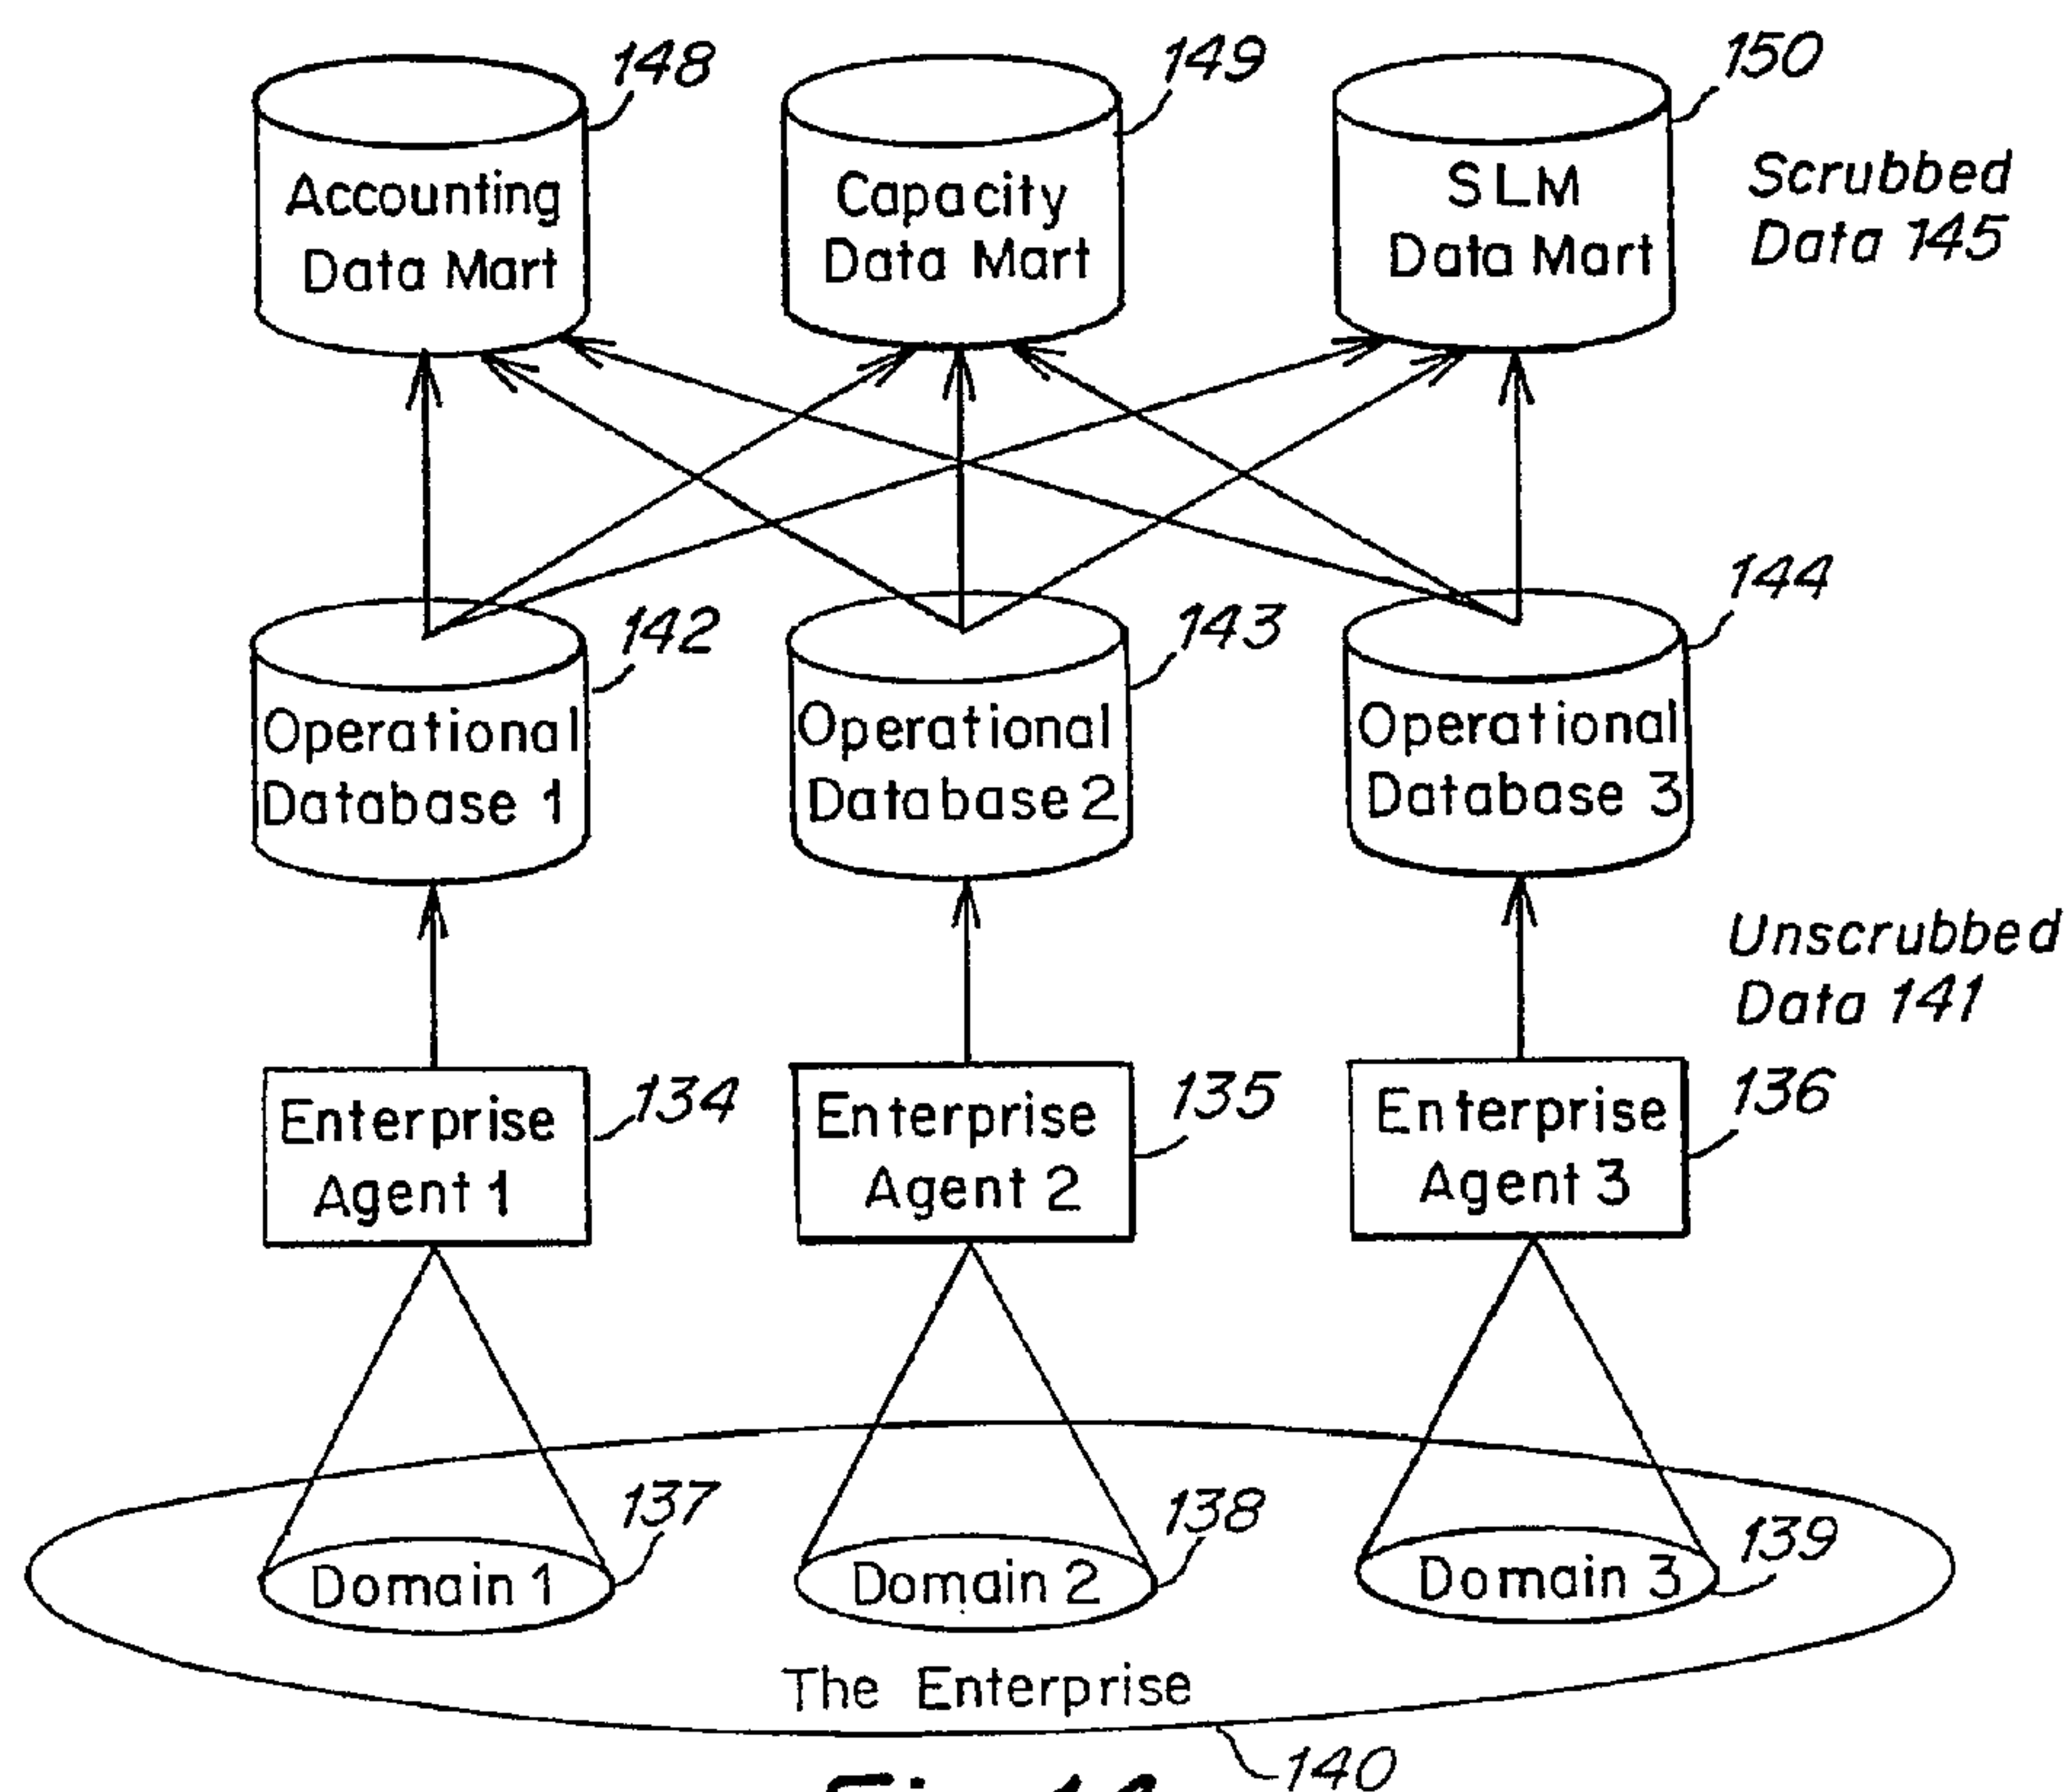 148
149
150
Accounting
Data Mart
Capacity
Data Mart
SLM
Data Mart
Scrubbed
Data 145
142
143
144
Operational
Database 1
Operational
Database 2
Operational
Database 3
Unscrubbed
Data 141
134
135
136
Enterprise
Agent 1
Enterprise
Agent 2
Enterprise
Agent 3
137
138
139
Domain 1
Domain 2
Domain 3
The Enterprise
140